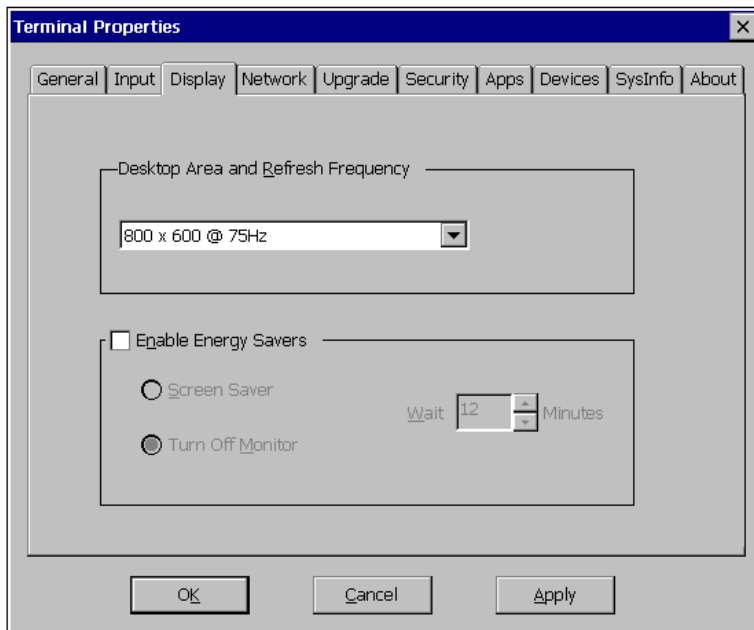 Terminal Properties
General Input Display Network Upgrade Security Apps Devices SysInfo About
Desktop Area and Refresh Frequency
800 x 600 @ 75Hz
Enable Energy Savers
Screen Saver
Wait 12 Minutes
Turn Off Monitor
OK Cancel Apply